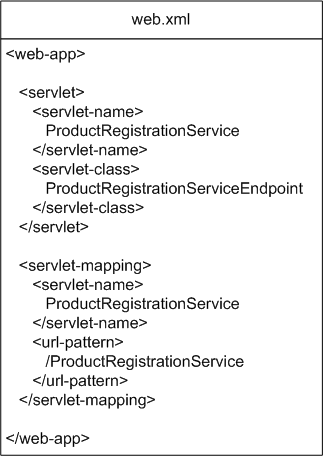 web.xml
<web-app>
<servlet>
<servlet-name>
ProductRegistrationService
</servlet-name>
<servlet-class>
ProductRegistrationServiceEndpoint
</servlet-class>
</servlet>
<servlet-mapping>
<servlet-name>
ProductRegistrationService
</servlet-name>
<url-pattern>
/ProductRegistrationService
</url-pattern>
</servlet-mapping>
</web-app>